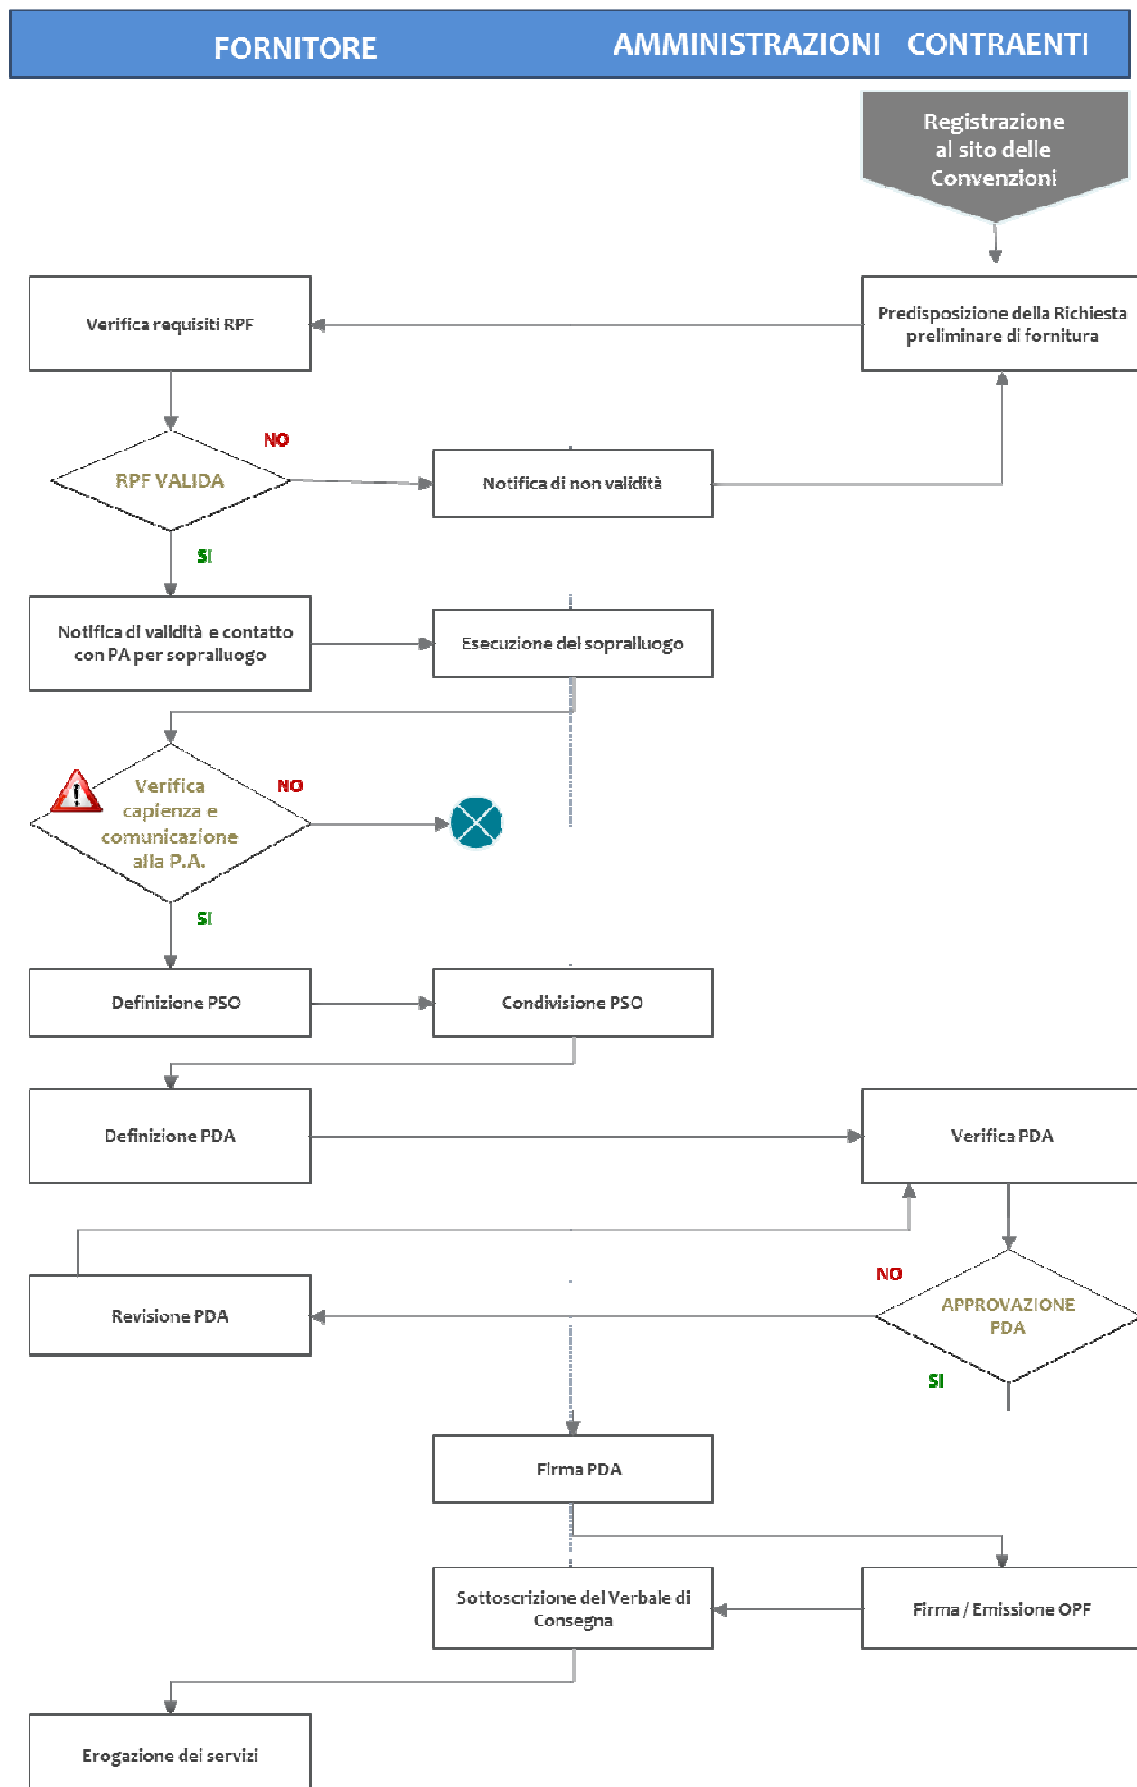 FORNITORE
AMMINISTRAZIONI CONTRAENTI
Registrazione
al sito delle
Convenzioni
Verifica requisiti RPF
Predisposizione della Richiesta
preliminare di fornitura
NO
RPF VALIDA
Notifica di non validità
SI
Notifica di validità e contatto
con PA per sopralluogo
Esecuzione del sopralluogo
Verifica
capienza e
comunicazione
alla P.A.
NO
SI
Definizione PSO
Condivisione PSO
Definizione PDA
Verifica PDA
NO
Revisione PDA
APPROVAZIONE
PDA
SI
Firma PDA
Sottoscrizione del Verbale di
Consegna
Firma / Emissione OPF
Erogazione dei servizi